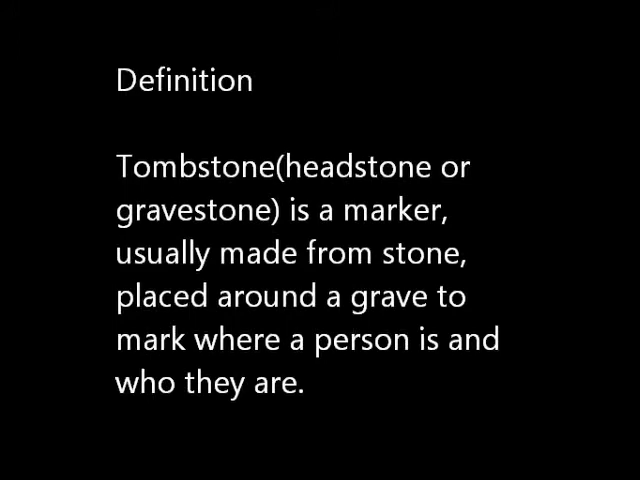 Definition
Tombstone(headstone or
gravestone) is a marker,
usually made from stone,
placed around a grave to
mark where a person is and
who they are.